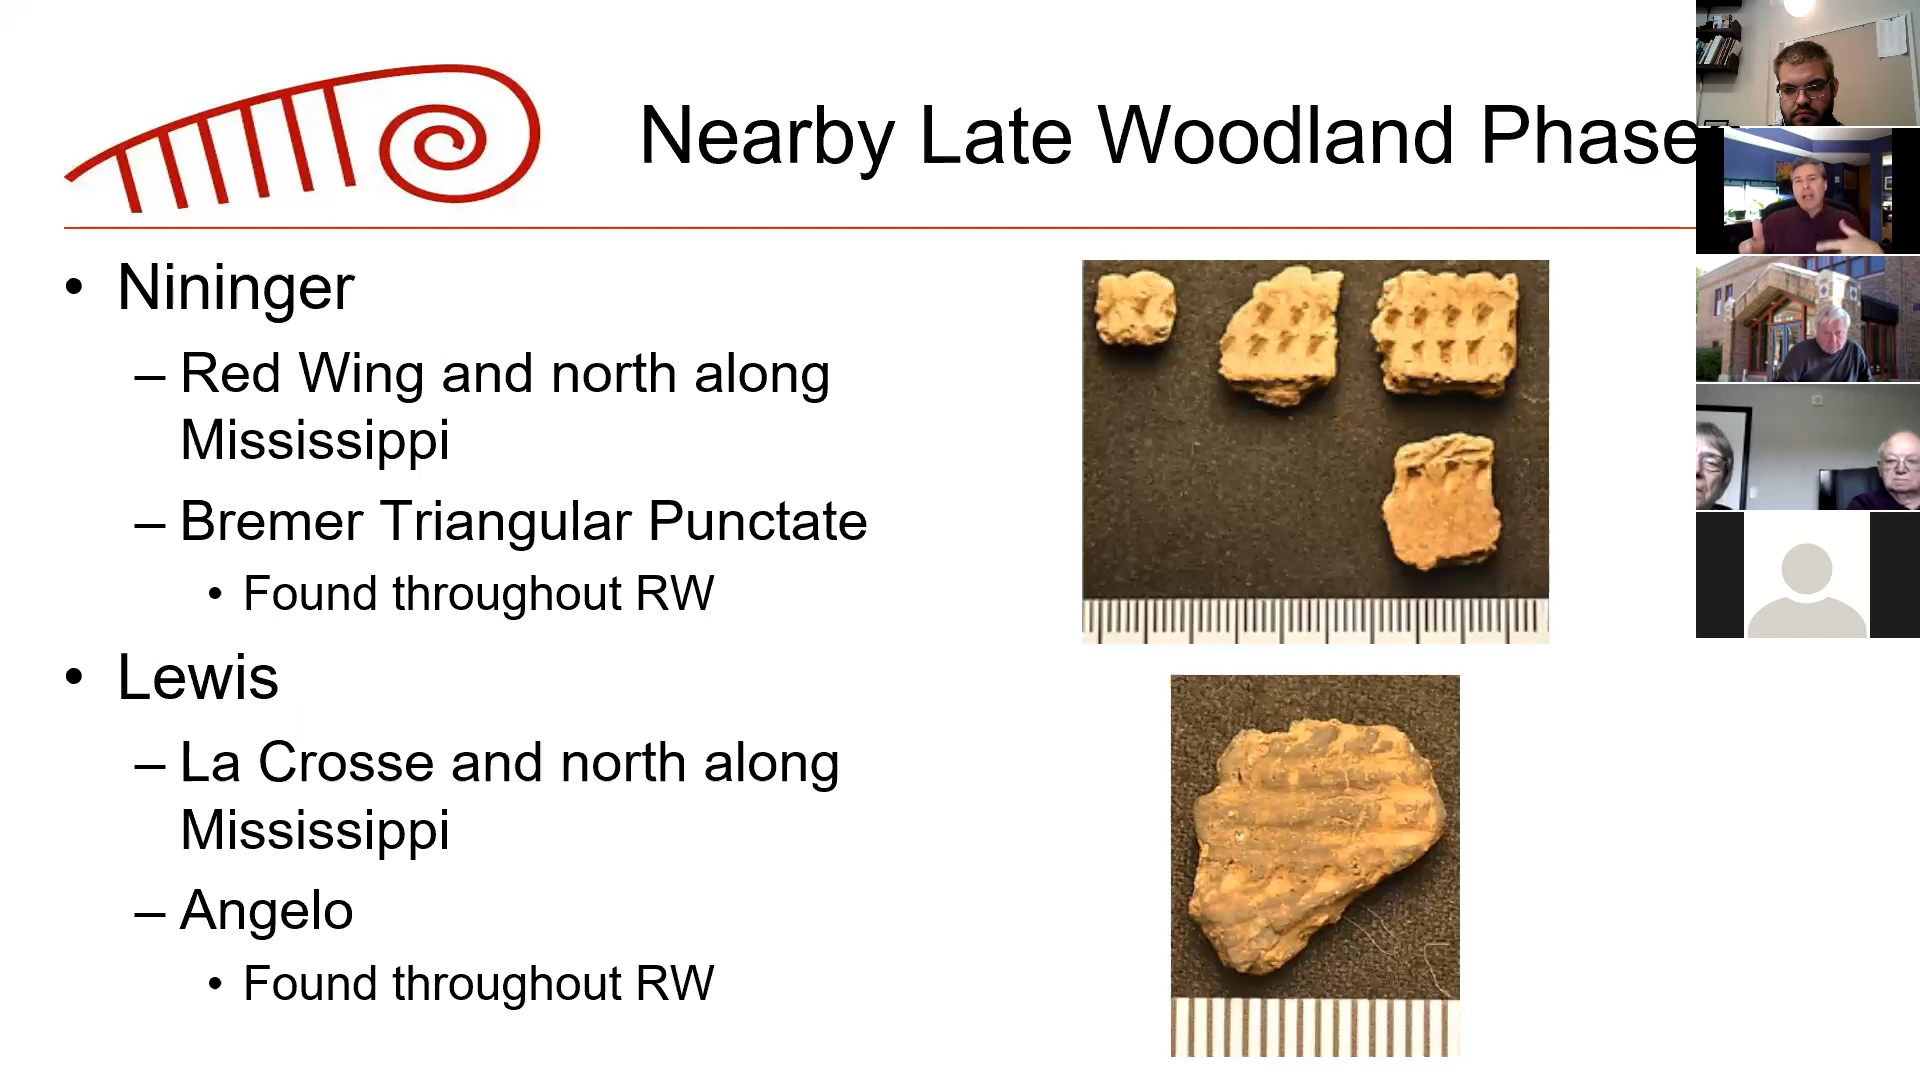 Nearby Late Woodland Phase
• Nininger
– Red Wing and north along
Mississippi
– Bremer Triangular Punctate
• Found throughout RW
• Lewis
– La Crosse and north along
Mississippi
– Angelo
• Found throughout RW